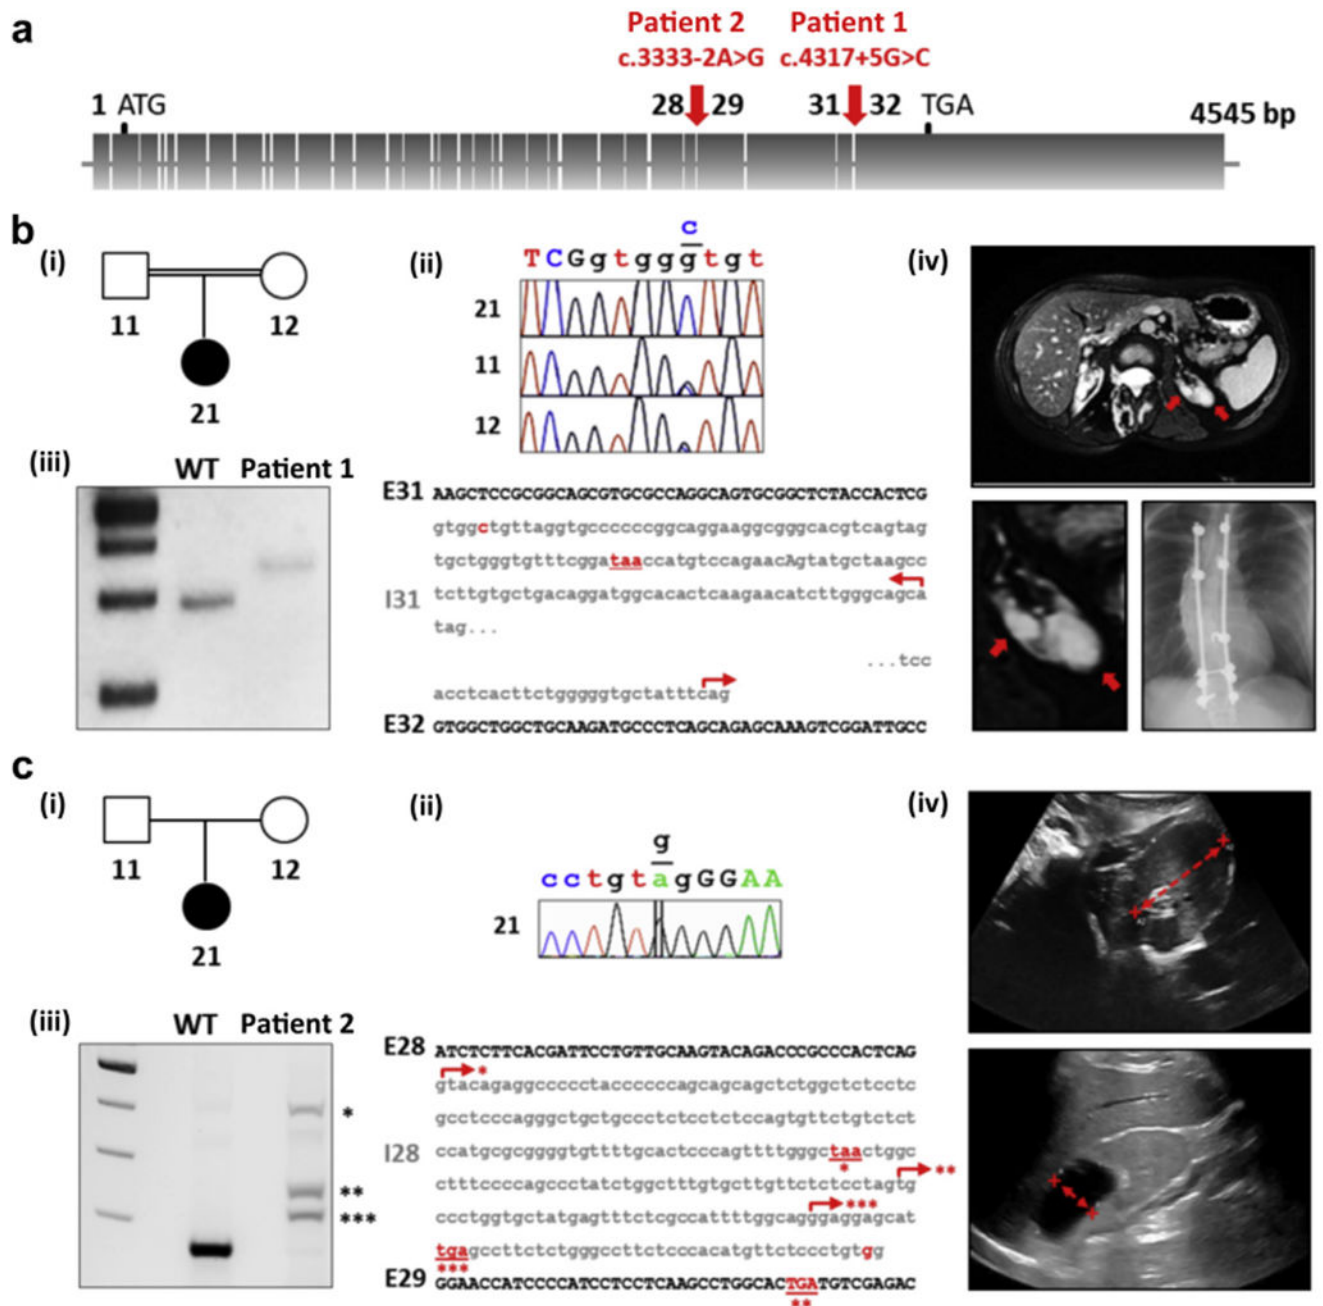 a
Patient 2 Patient 1
c.3333-2A>G c.4317+5G>C
1 ATG 28 29 31 32 TGA 4545 bp
b
(i)
11 12
21
(ii)
c
TCGgtgggtgt
21
11
12
(iii)
WT Patient 1
E31 AAGCTCCGCGGCAGCGTGCGCCAGGCAGTGCGGCTCTACCACTCG
gtggctgttaggtgcccccccggcaggaaggcgggcacgtcagtag
tgctgggtgtttcggataaccatgtccagaacAgtatgctaagcc
I31 tcttgtgctgacaggatggcacactcaagaacatcttgggcagca
tag...
...tcc
acctcacttctgggggtgctatttcag
E32 GTGGCTGGCTGCAAGATGCCCTCAGCAGAGCAAAGTCGGATTGCC
(iv)
c
(i)
11 12
21
(ii)
g
cctgtagGGAA
21
(iii)
WT Patient 2
*
**
***
E28 ATCTCTTCACGATTCCTGTTGCAAGTACAGACCCGCCCACTCAG
*
gtacagaggccccctacccccccagcagcagctctggctctcctc
gcctcccagggctgctgccctctcctctccagtgttctgtctct
I28 ccatgcgcggggtgttttgcactcccagttttgggctaactggc
* **
ctttccccagccctatctggctttgtgcttgttctctcctagtg
***
ccctggtgctatgagtttctcgccattttggcagggaggagcat
tgagccttctctgggccttctcccacatgttctccctgtgg
***
E29 GGAACCATCCCCATCCTCCTCAAGCCTGGCACTGATGTCGAGAC
**
(iv)